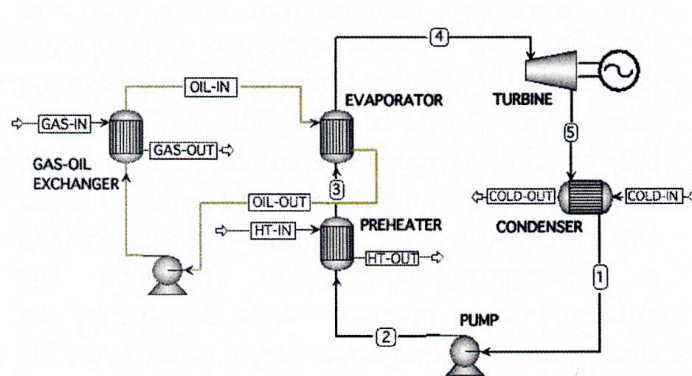 4
OIL-IN
EVAPORATOR
TURBINE
GAS-IN
GAS-OUT
5
GAS-OIL
EXCHANGER
3
COLD-OUT
COLD-IN
OIL-OUT
PREHEATER
CONDENSER
HT-IN
HT-OUT
1
PUMP
2